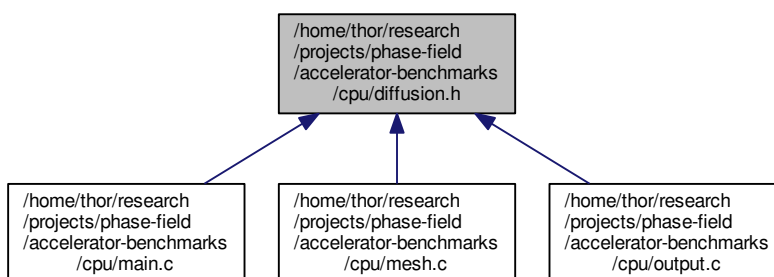 /home/thor/research
/projects/phase-field
/accelerator-benchmarks
/cpu/diffusion.h
/home/thor/research
/projects/phase-field
/accelerator-benchmarks
/cpu/main.c
/home/thor/research
/projects/phase-field
/accelerator-benchmarks
/cpu/mesh.c
/home/thor/research
/projects/phase-field
/accelerator-benchmarks
/cpu/output.c